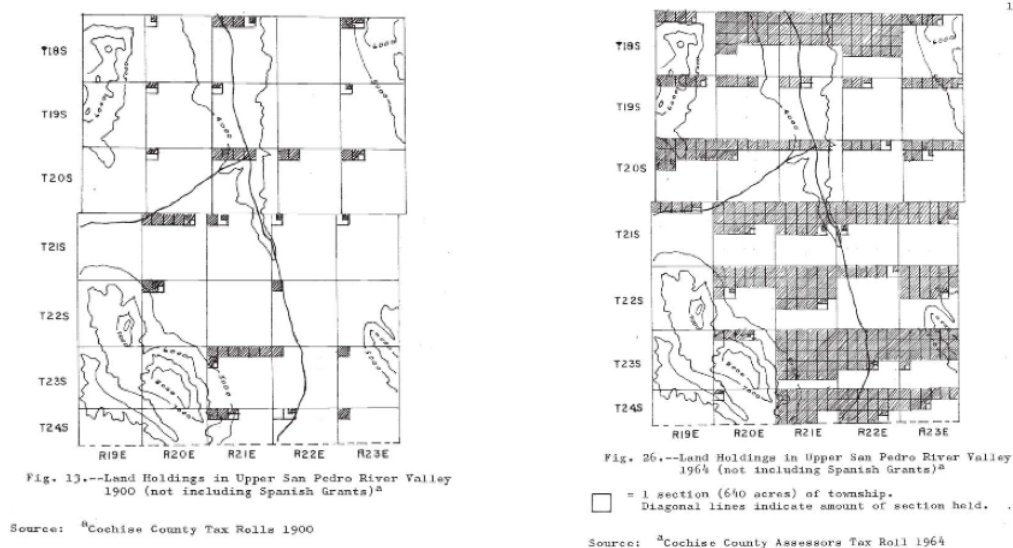 1
T18S
T19S
T20S
T21S
T22S
T23S
T24S
R19E R20E R21E R22E R23E
Fig. 13.--Land Holdings in Upper San Pedro River Valley
1900 (not including Spanish Grants)a
Source: aCochise County Tax Rolls 1900
T18S
T19S
T20S
T21S
T22S
T23S
T24S
R19E R20E R21E R22E R23E
Fig. 26.--Land Holdings in Upper San Pedro River Valley
1964 (not including Spanish Grants)a
= 1 section (640 acres) of township.
Diagonal lines indicate amount of section held.
Source: aCochise County Assessors Tax Roll 1964